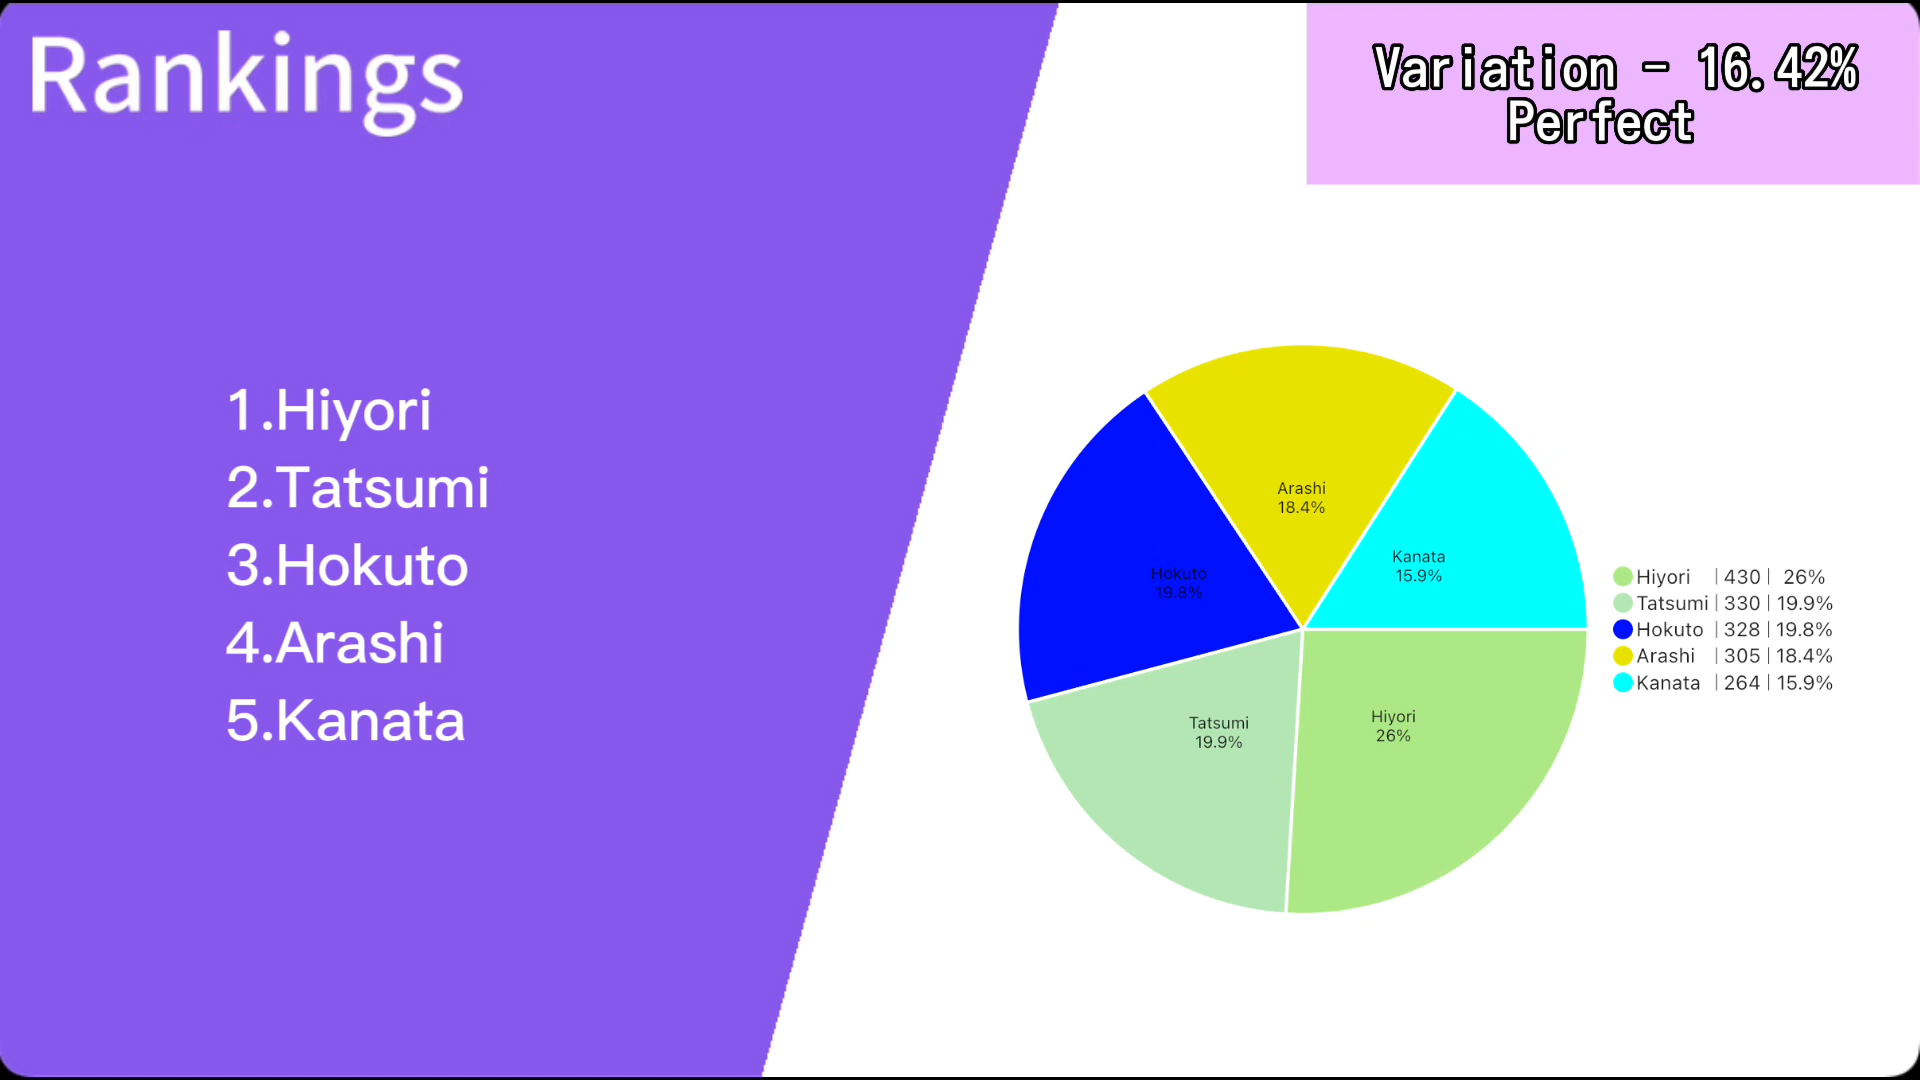 Rankings
Variation - 16.42%
Perfect
1.Hiyori
2.Tatsumi
3.Hokuto
4.Arashi
5.Kanata
Arashi
18.4%
Kanata
15.9%
Hokuto
19.8%
Tatsumi
19.9%
Hiyori
26%
Hiyori | 430 | 26%
Tatsumi | 330 | 19.9%
Hokuto | 328 | 19.8%
Arashi | 305 | 18.4%
Kanata | 264 | 15.9%